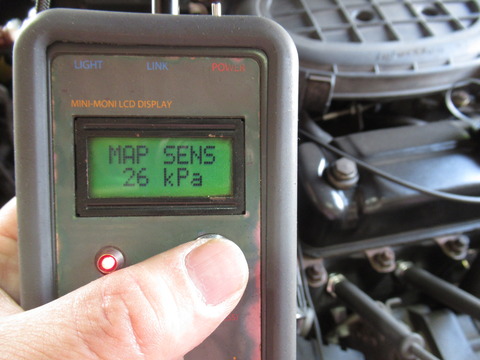 LIGHT LINK POWER
MINI-MONI LCD DISPLAY
MAP SENS
26 kPa